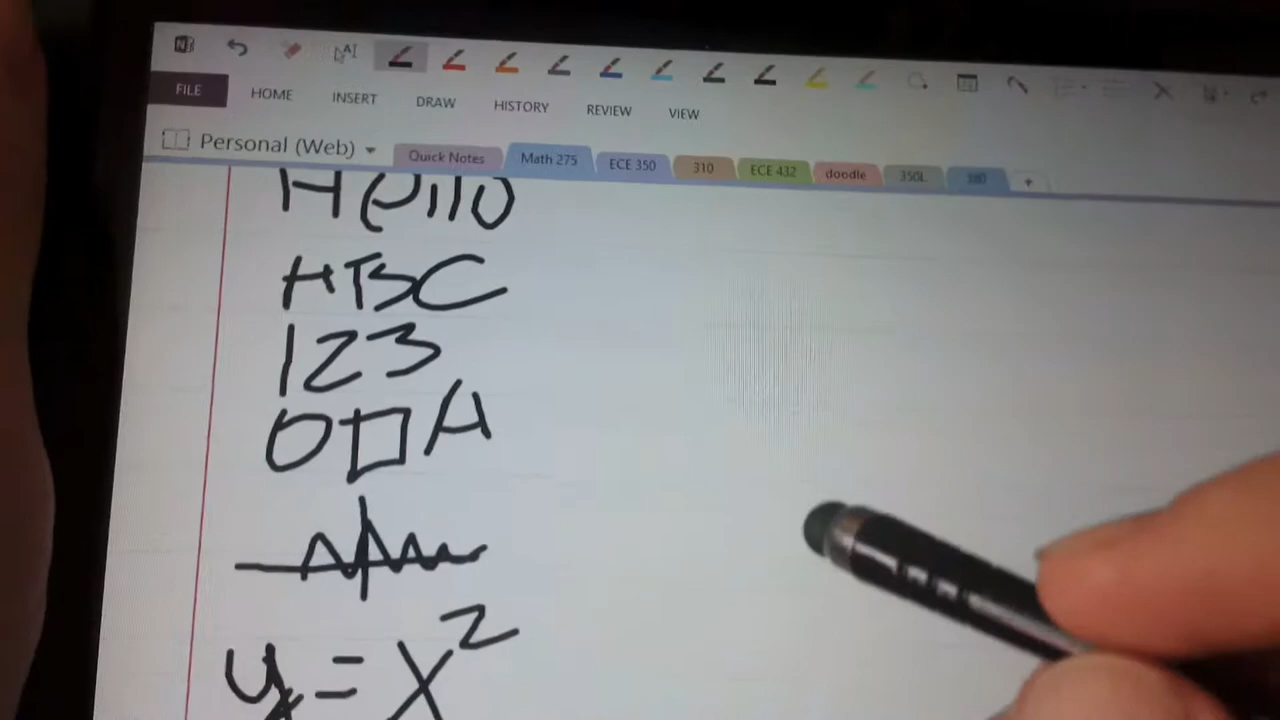 FILE HOME INSERT DRAW HISTORY REVIEW VIEW
Personal (Web) Quick Notes Math 275 ECE 350 310 ECE 432 doodle 350L 380 +
Hello
ABC
123
y = x²